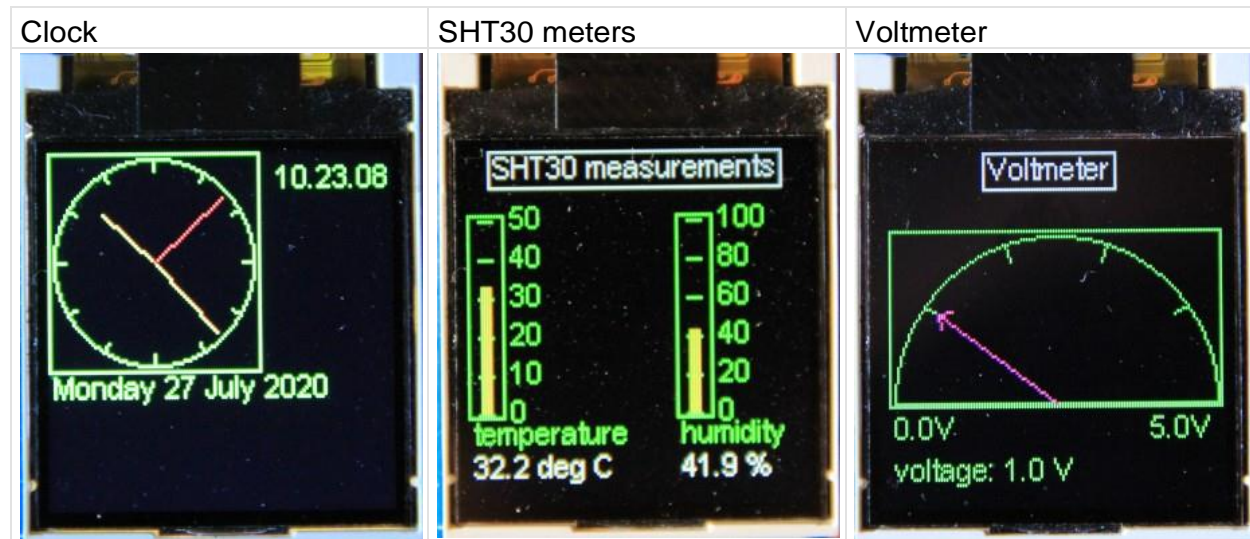 Clock
SHT30 meters
Voltmeter
10.23.08
Monday 27 July 2020
SHT30 measurements
50
40
30
20
10
0
temperature
32.2 deg C
100
80
60
40
20
0
humidity
41.9 %
Voltmeter
0.0V
5.0V
voltage: 1.0 V